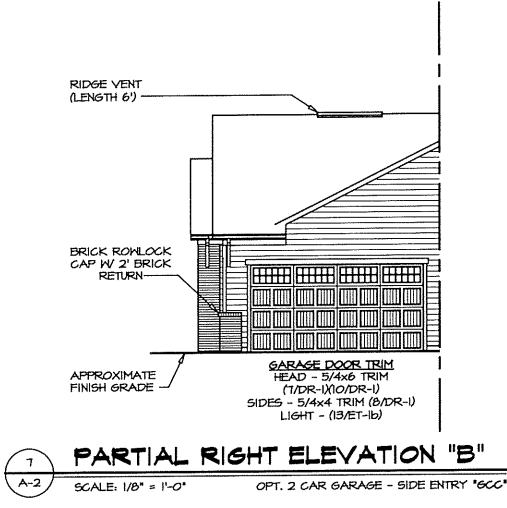 RIDGE VENT
(LENGTH 6')
BRICK ROWLOCK
CAP W/ 2' BRICK
RETURN
APPROXIMATE
FINISH GRADE
GARAGE DOOR TRIM
HEAD - 5/4x6 TRIM
(7/DR-1)(10/DR-1)
SIDES - 5/4x4 TRIM (8/DR-1)
LIGHT - (13/ET-1b)
7
A-2
PARTIAL RIGHT ELEVATION "B"
SCALE: 1/8" = 1'-0"
OPT. 2 CAR GARAGE - SIDE ENTRY "GCC"